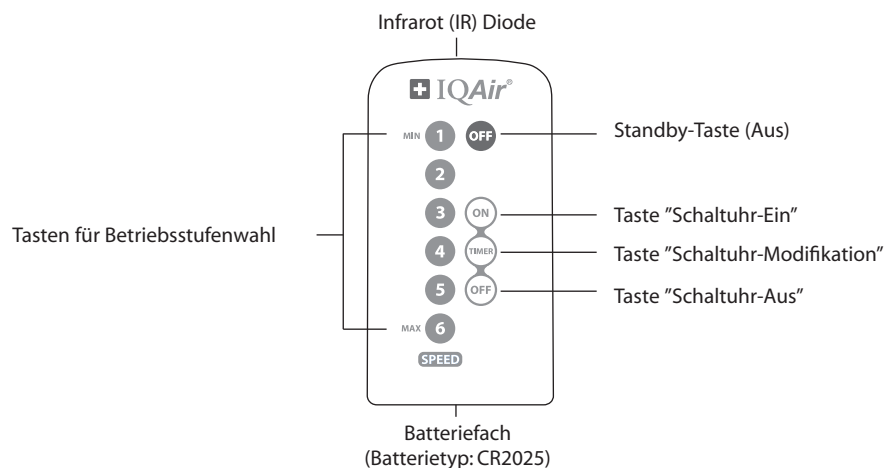 Infrarot (IR) Diode
IQAir®
MIN 1 OFF
Standby-Taste (Aus)
2
3 ON
Taste "Schaltuhr-Ein"
Tasten für Betriebsstufenwahl
4 TIMER
Taste "Schaltuhr-Modifikation"
5 OFF
Taste "Schaltuhr-Aus"
MAX 6
SPEED
Batteriefach
(Batterietyp: CR2025)